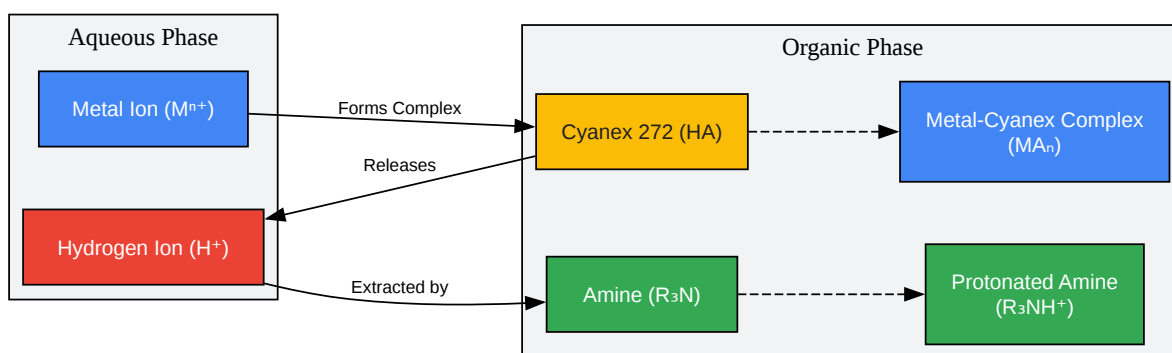 Aqueous Phase
Metal Ion (Mⁿ⁺)
Hydrogen Ion (H⁺)
Forms Complex
Releases
Extracted by
Organic Phase
Cyanex 272 (HA)
Metal-Cyanex Complex
(MAₙ)
Amine (R₃N)
Protonated Amine
(R₃NH⁺)